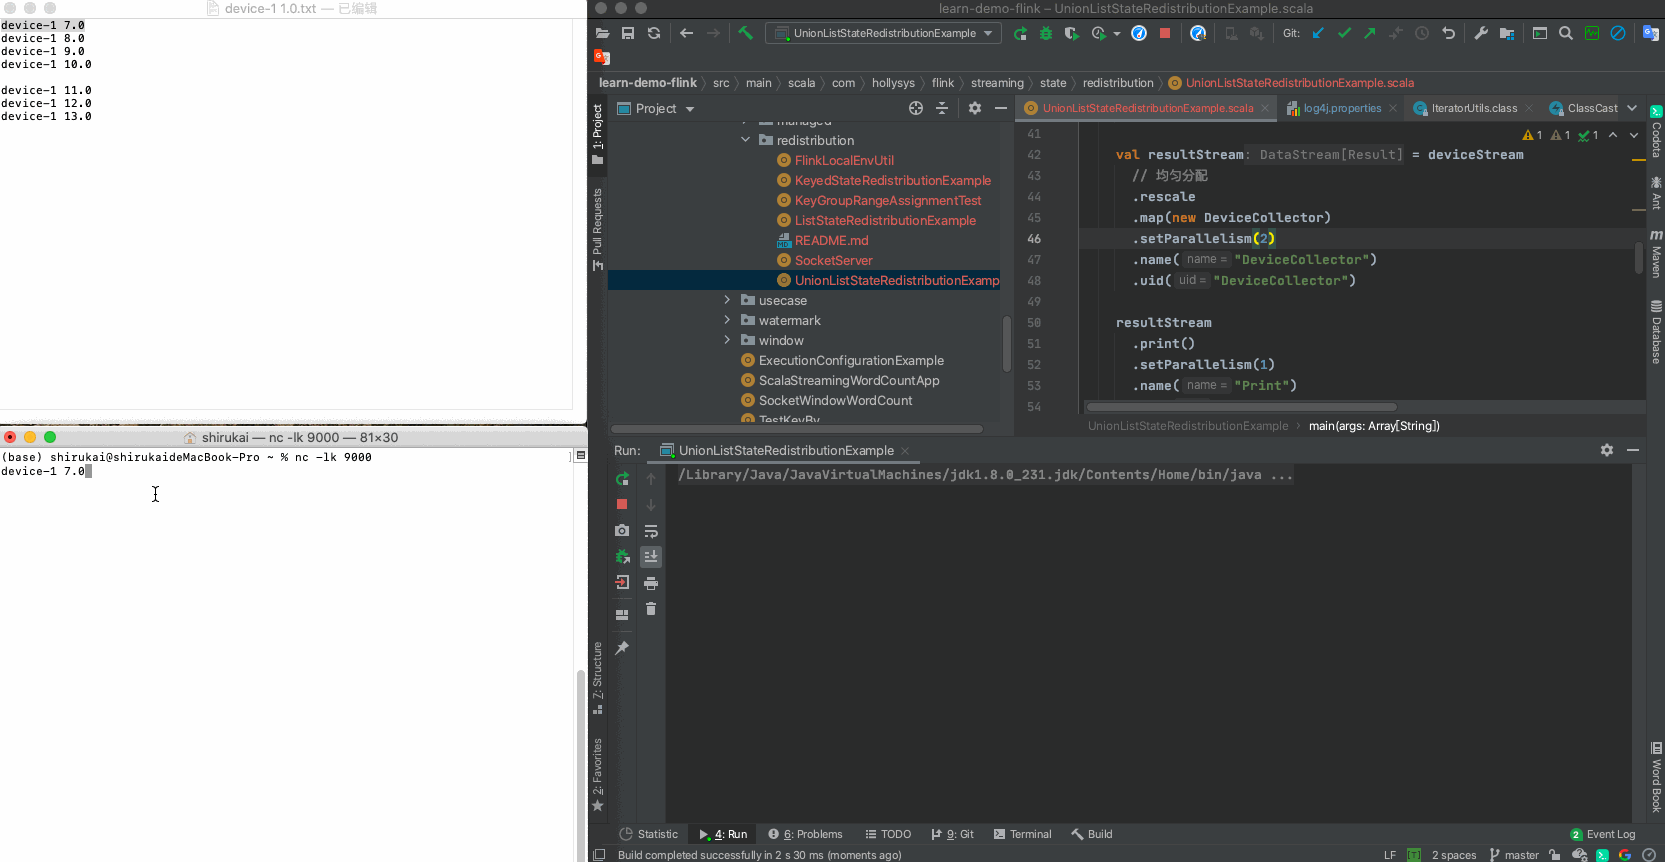 device-1 1.0.txt — 已编辑
device-1 7.0
device-1 8.0
device-1 9.0
device-1 10.0
device-1 11.0
device-1 12.0
device-1 13.0
shirukai — nc -lk 9000 — 81×30
(base) shirukai@shirukaideMacBook-Pro ~ % nc -lk 9000
device-1 7.0
learn-demo-flink – UnionListStateRedistributionExample.scala
UnionListStateRedistributionExample
Git:
learn-demo-flink
src
main
scala
com
hollysys
flink
streaming
state
redistribution
UnionListStateRedistributionExample.scala
Project
UnionListStateRedistributionExample.scala
log4j.properties
IteratorUtils.class
ClassCast
1: Project
Pull Requests
managed
redistribution
FlinkLocalEnvUtil
KeyedStateRedistributionExample
KeyGroupRangeAssignmentTest
ListStateRedistributionExample
README.md
SocketServer
UnionListStateRedistributionExamp
usecase
watermark
window
ExecutionConfigurationExample
ScalaStreamingWordCountApp
SocketWindowWordCount
TestKeyBy
1 1 1
41
42 val resultStream: DataStream[Result] = deviceStream
43 // 均匀分配
44 .rescale
45 .map(new DeviceCollector)
46 .setParallelism(2)
47 .name( name = "DeviceCollector")
48 .uid( uid = "DeviceCollector")
49
50 resultStream
51 .print()
52 .setParallelism(1)
53 .name( name = "Print")
54
UnionListStateRedistributionExample
main(args: Array[String])
Codota
Ant
Maven
Database
Word Book
Run: UnionListStateRedistributionExample
/Library/Java/JavaVirtualMachines/jdk1.8.0_231.jdk/Contents/Home/bin/java ...
7: Structure
2: Favorites
Statistic
4: Run
6: Problems
TODO
9: Git
Terminal
Build
2 Event Log
Build completed successfully in 2 s 30 ms (moments ago)
LF
2 spaces
master